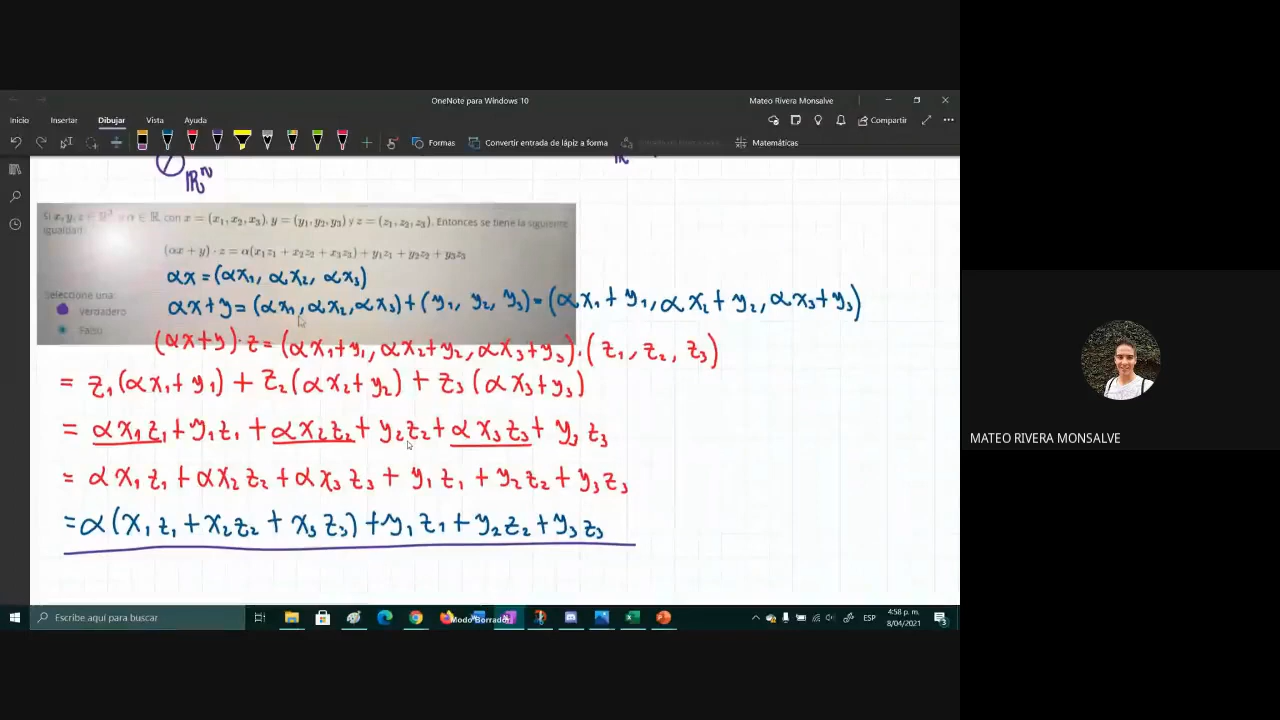 OneNote para Windows 10
Mateo Rivera Monsalve
Inicio Insertar Dibujar Vista Ayuda
Compartir
Formas Convertir entrada de lápiz a forma Matemáticas
ℝⁿ
Si x, y, z ∈ ℝ³ y α ∈ ℝ con x = (x₁, x₂, x₃), y = (y₁, y₂, y₃) y z = (z₁, z₂, z₃). Entonces se tiene la siguiente
igualdad:
(αx + y) · z = α(x₁z₁ + x₂z₂ + x₃z₃) + y₁z₁ + y₂z₂ + y₃z₃
αx = (αx₁, αx₂, αx₃)
Seleccione una:
αx + y = (αx₁, αx₂, αx₃) + (y₁, y₂, y₃) = (αx₁ + y₁, αx₂ + y₂, αx₃ + y₃)
Verdadero
Falso
(αx+y)·z = (αx₁+y₁, αx₂+y₂, αx₃+y₃)·(z₁, z₂, z₃)
= z₁(αx₁+y₁) + z₂(αx₂+y₂) + z₃(αx₃+y₃)
= αx₁z₁ + y₁z₁ + αx₂z₂ + y₂z₂ + αx₃z₃ + y₃z₃
= αx₁z₁ + αx₂z₂ + αx₃z₃ + y₁z₁ + y₂z₂ + y₃z₃
= α(x₁z₁ + x₂z₂ + x₃z₃) + y₁z₁ + y₂z₂ + y₃z₃
MATEO RIVERA MONSALVE
Escribe aquí para buscar
Modo Borrador
ESP
4:58 p. m.
8/04/2021